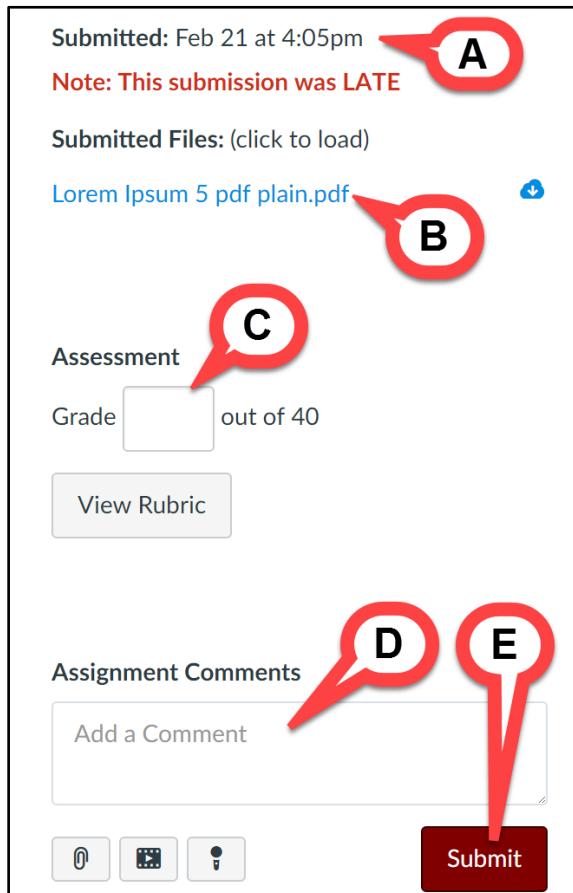 Submitted: Feb 21 at 4:05pm
A
Note: This submission was LATE
Submitted Files: (click to load)
Lorem Ipsum 5 pdf plain.pdf
B
C
Assessment
Grade out of 40
View Rubric
D
E
Assignment Comments
Add a Comment
Submit